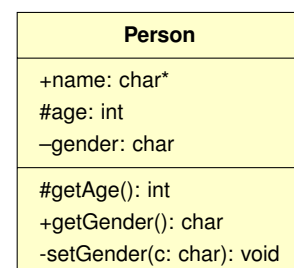 Person
+name: char*
#age: int
–gender: char
#getAge(): int
+getGender(): char
-setGender(c: char): void